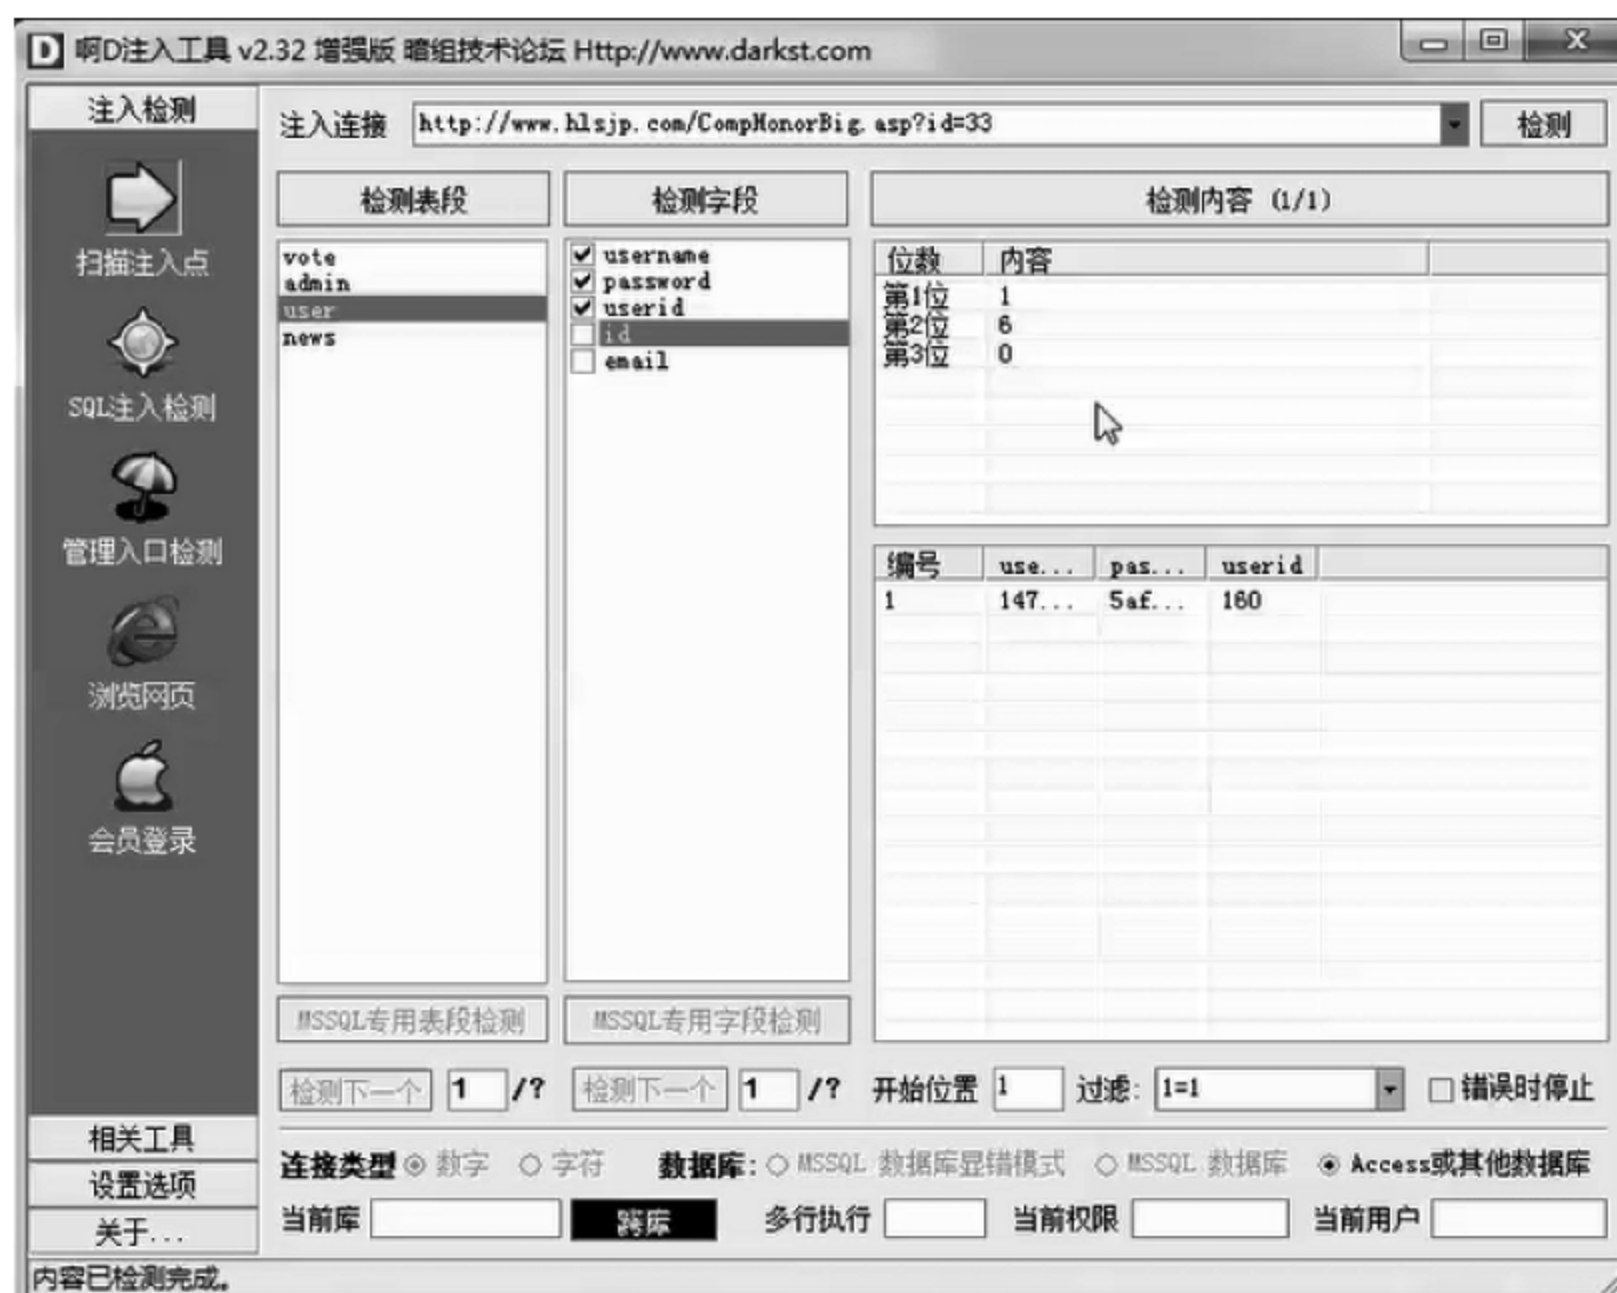 啊D注入工具 v2.32 增强版 暗组技术论坛 Http://www.darkst.com
注入检测
注入连接
http://www.hlsjp.com/CompHonorBig.asp?id=33
检测
检测表段
检测字段
检测内容 (1/1)
扫描注入点
SQL注入检测
管理入口检测
浏览网页
会员登录
vote
admin
user
news
username
password
userid
id
email
位数 内容
第1位 1
第2位 6
第3位 0
编号 use... pas... userid
1 147... 5af... 160
MSSQL专用表段检测
MSSQL专用字段检测
检测下一个 1 /?
检测下一个 1 /?
开始位置 1
过滤: 1=1
错误时停止
相关工具
设置选项
关于...
连接类型 数字 字符
数据库: MSSQL 数据库显错模式 MSSQL 数据库 Access或其他数据库
当前库
跨库
多行执行
当前权限
当前用户
内容已检测完成。